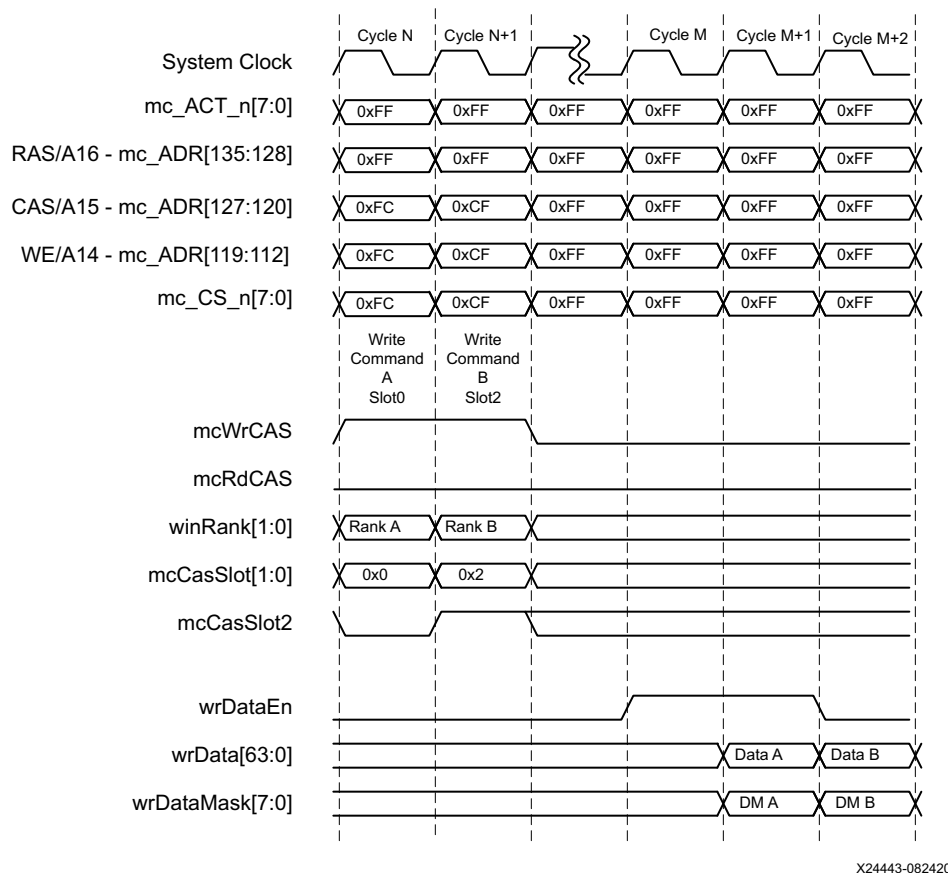 Cycle N Cycle N+1 Cycle M Cycle M+1 Cycle M+2
System Clock
mc_ACT_n[7:0] 0xFF 0xFF 0xFF 0xFF 0xFF 0xFF
RAS/A16 - mc_ADR[135:128] 0xFF 0xFF 0xFF 0xFF 0xFF 0xFF
CAS/A15 - mc_ADR[127:120] 0xFC 0xCF 0xFF 0xFF 0xFF 0xFF
WE/A14 - mc_ADR[119:112] 0xFC 0xCF 0xFF 0xFF 0xFF 0xFF
mc_CS_n[7:0] 0xFC 0xCF 0xFF 0xFF 0xFF 0xFF
Write Write
Command Command
A B
Slot0 Slot2
mcWrCAS
mcRdCAS
winRank[1:0] Rank A Rank B
mcCasSlot[1:0] 0x0 0x2
mcCasSlot2
wrDataEn
wrData[63:0] Data A Data B
wrDataMask[7:0] DM A DM B
X24443-082420